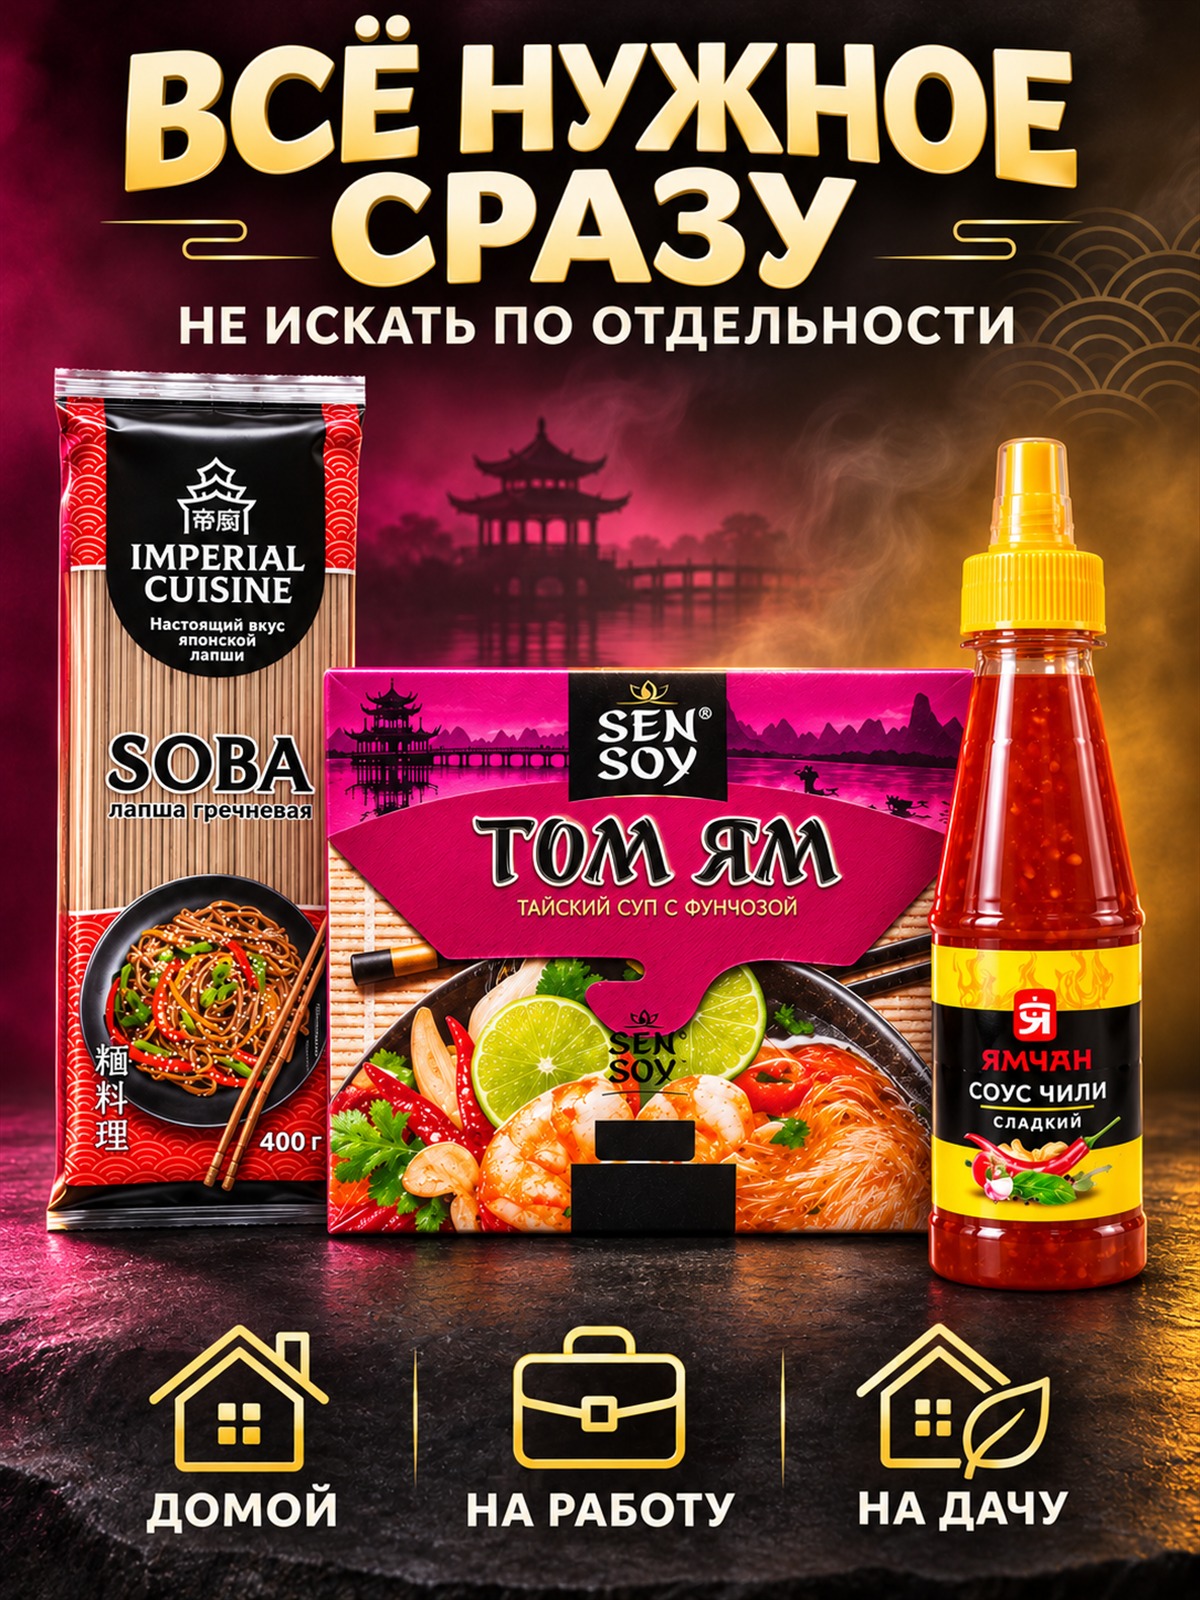 ВСЁ НУЖНОЕ
СРАЗУ
НЕ ИСКАТЬ ПО ОТДЕЛЬНОСТИ
帝厨
IMPERIAL
CUISINE
Настоящий вкус
японской
лапши
SOBA
лапша гречневая
麺料理
400 г
SEN®
SOY
ТОМ ЯМ
ТАЙСКИЙ СУП С ФУНЧОЗОЙ
SEN®
SOY
Я
ЯМЧАН
СОУС ЧИЛИ
СЛАДКИЙ
ДОМОЙ
НА РАБОТУ
НА ДАЧУ